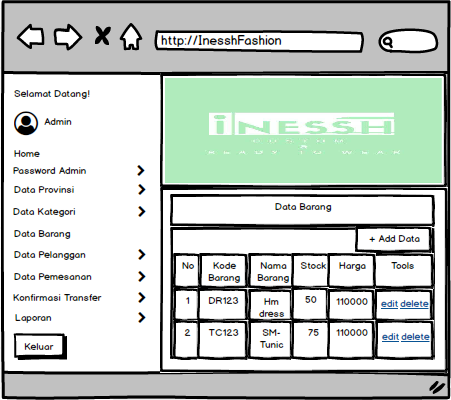 http://InesshFashion
Selamat Datang!
Admin
Home
Password Admin
Data Provinsi
Data Kategori
Data Barang
Data Pelanggan
Data Pemesanan
Konfirmasi Transfer
Laporan
Keluar
INESSH
READY TO WEAR
Data Barang
+ Add Data
No Kode Barang Nama Barang Stock Harga Tools
1 DR123 Hm dress 50 110000 edit delete
2 TC123 SM-Tunic 75 110000 edit delete